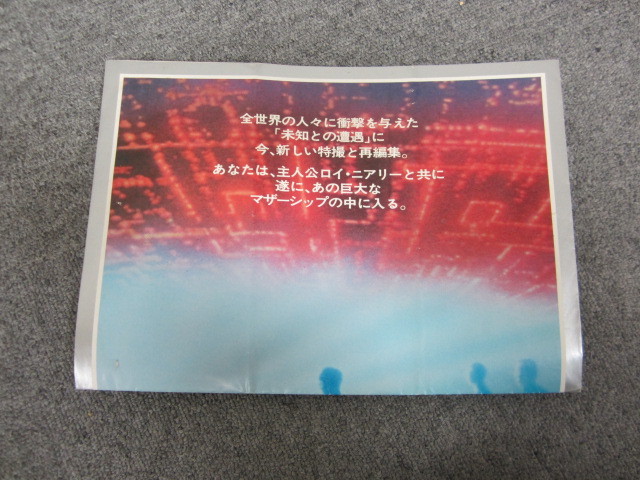 全世界の人々に衝撃を与えた
「未知との遭遇」に
今、新しい特撮と再編集。
あなたは、主人公ロイ・ニアリーと共に
遂に、あの巨大な
マザーシップの中に入る。